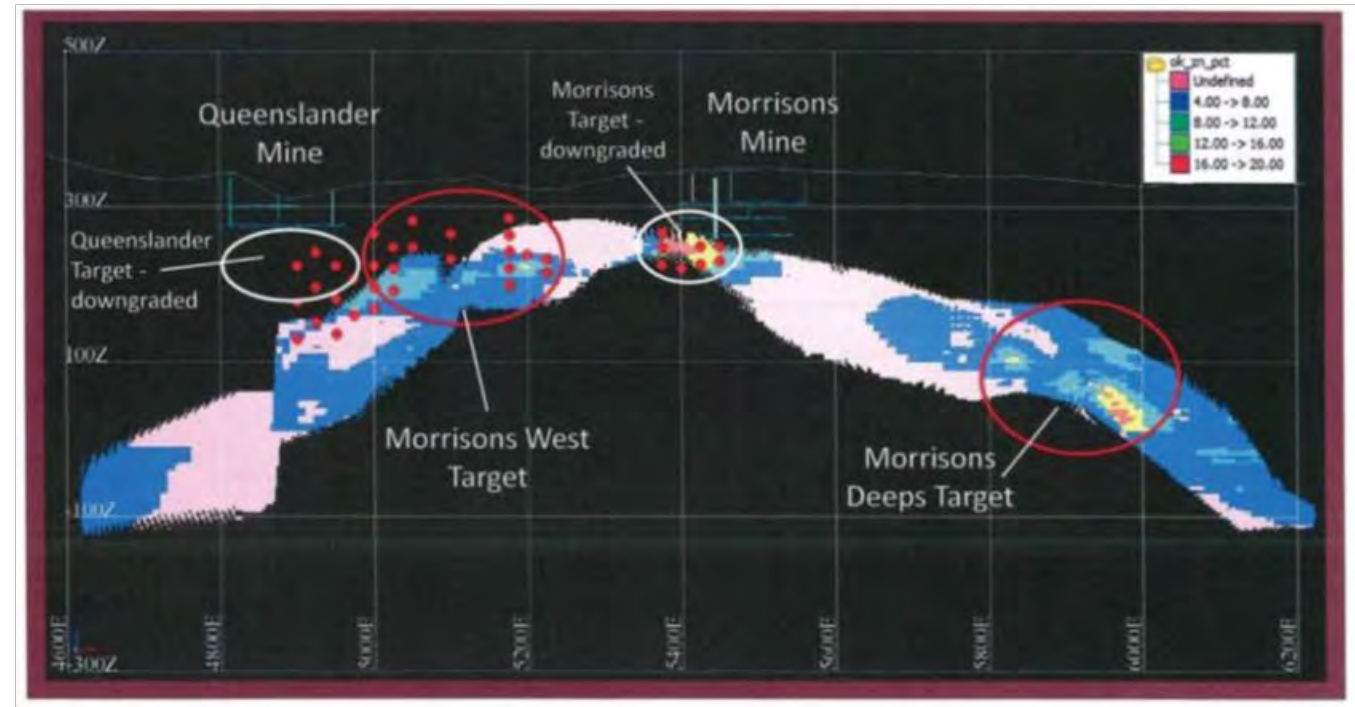 500Z
ok_zn_pct
Undefined
4.00 -> 8.00
8.00 -> 12.00
12.00 -> 16.00
16.00 -> 20.00
Queenslander
Mine
Morrisons
Target -
downgraded
Morrisons
Mine
300Z
Queenslander
Target -
downgraded
100Z
Morrisons West
Target
Morrisons
Deeps Target
-100Z
4600E
4800E
5000E
5200E
5400E
5600E
5800E
6000E
6200E
-300Z